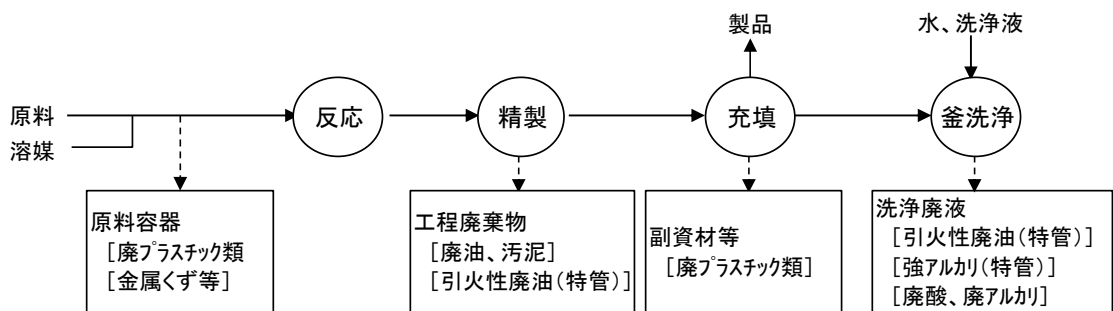 製品
水、洗浄液
原料
溶媒
反応
精製
充填
釜洗浄
原料容器
[廃プラスチック類
[金属くず等]
工程廃棄物
[廃油、汚泥]
[引火性廃油(特管)]
副資材等
[廃プラスチック類]
洗浄廃液
[引火性廃油(特管)]
[強アルカリ(特管)]
[廃酸、廃アルカリ]